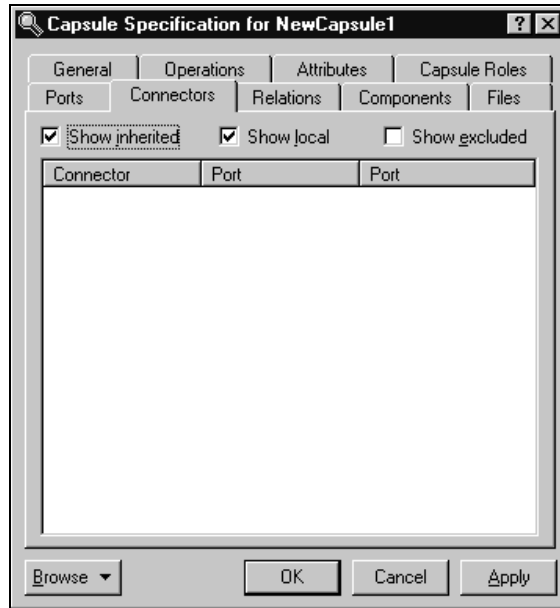 Capsule Specification for NewCapsule1
General Operations Attributes Capsule Roles
Ports Connectors Relations Components Files
Show inherited Show local Show excluded
Connector Port Port
Browse OK Cancel Apply